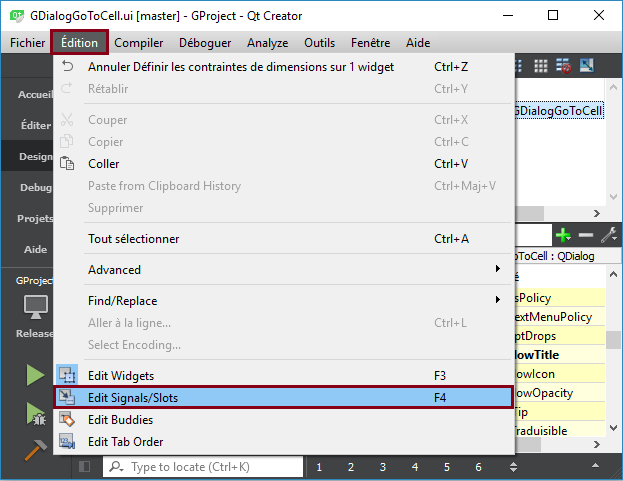 GDialogGoToCell.ui [master] - GProject - Qt Creator
Fichier Édition Compiler Déboguer Analyze Outils Fenêtre Aide
Annuler Définir les contraintes de dimensions sur 1 widget Ctrl+Z
Rétablir Ctrl+Y
Accueil
Couper Ctrl+X
GDialogGoToCell
Éditer
Copier Ctrl+C
Design
Coller Ctrl+V
Debug
Paste from Clipboard History Ctrl+Maj+V
Supprimer
Projets
Tout sélectionner Ctrl+A
Aide
oToCell : QDialog
Advanced
GProject
sPolicy
Find/Replace
extMenuPolicy
Aller à la ligne... Ctrl+L
Release
ptDrops
Select Encoding...
owTitle
Edit Widgets F3
owIcon
Edit Signals/Slots F4
owOpacity
Edit Buddies
Tip
Edit Tab Order
Traduisible
Type to locate (Ctrl+K) 1 2 3 4 5 6